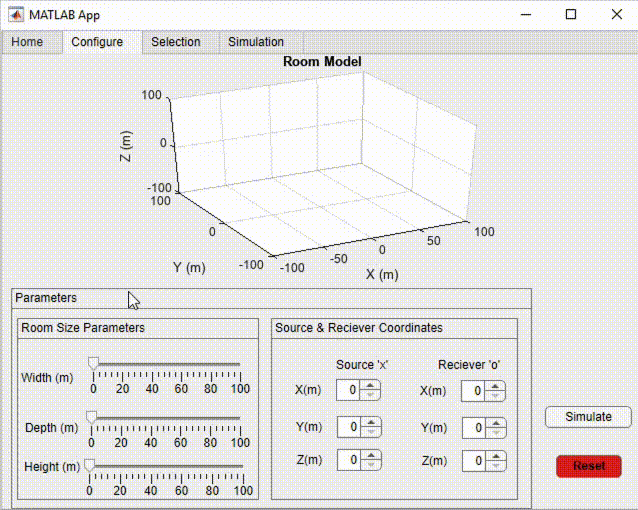 MATLAB App
Home Configure Selection Simulation
Room Model
100
0
-100
Z (m)
100
0
-100
Y (m)
-100
-50
0
50
100
X (m)
Parameters
Room Size Parameters
Width (m)
0 20 40 60 80 100
Depth (m)
0 20 40 60 80 100
Height (m)
0 20 40 60 80 100
Source & Reciever Coordinates
Source 'x' Reciever 'o'
X(m) 0 X(m) 0
Y(m) 0 Y(m) 0
Z(m) 0 Z(m) 0
Simulate
Reset